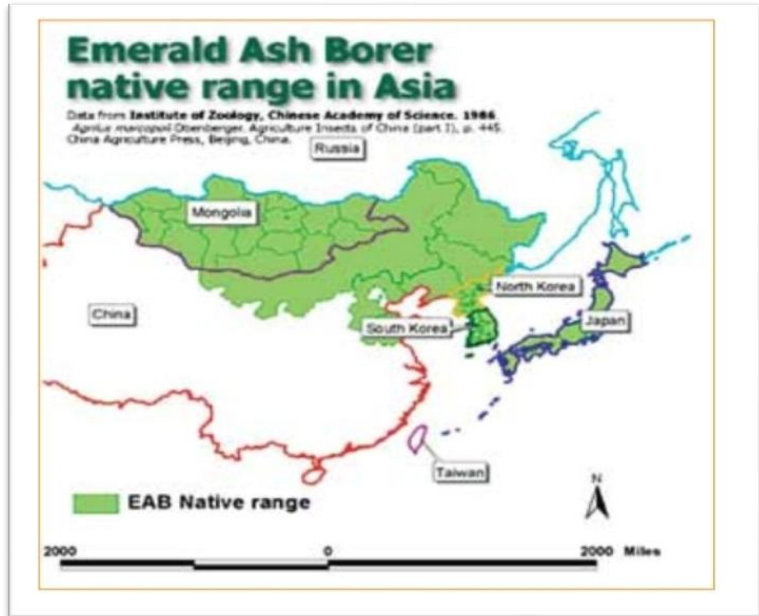 Emerald Ash Borer
native range in Asia
Data from Institute of Zoology, Chinese Academy of Science. 1986
Agrilus marcopoli Obenberger. Agriculture Insects of China (part I), p. 445.
China Agriculture Press, Beijing, China.
Russia
Mongolia
North Korea
China
South Korea
Japan
Taiwan
EAB Native range
N
2000 0 2000 Miles